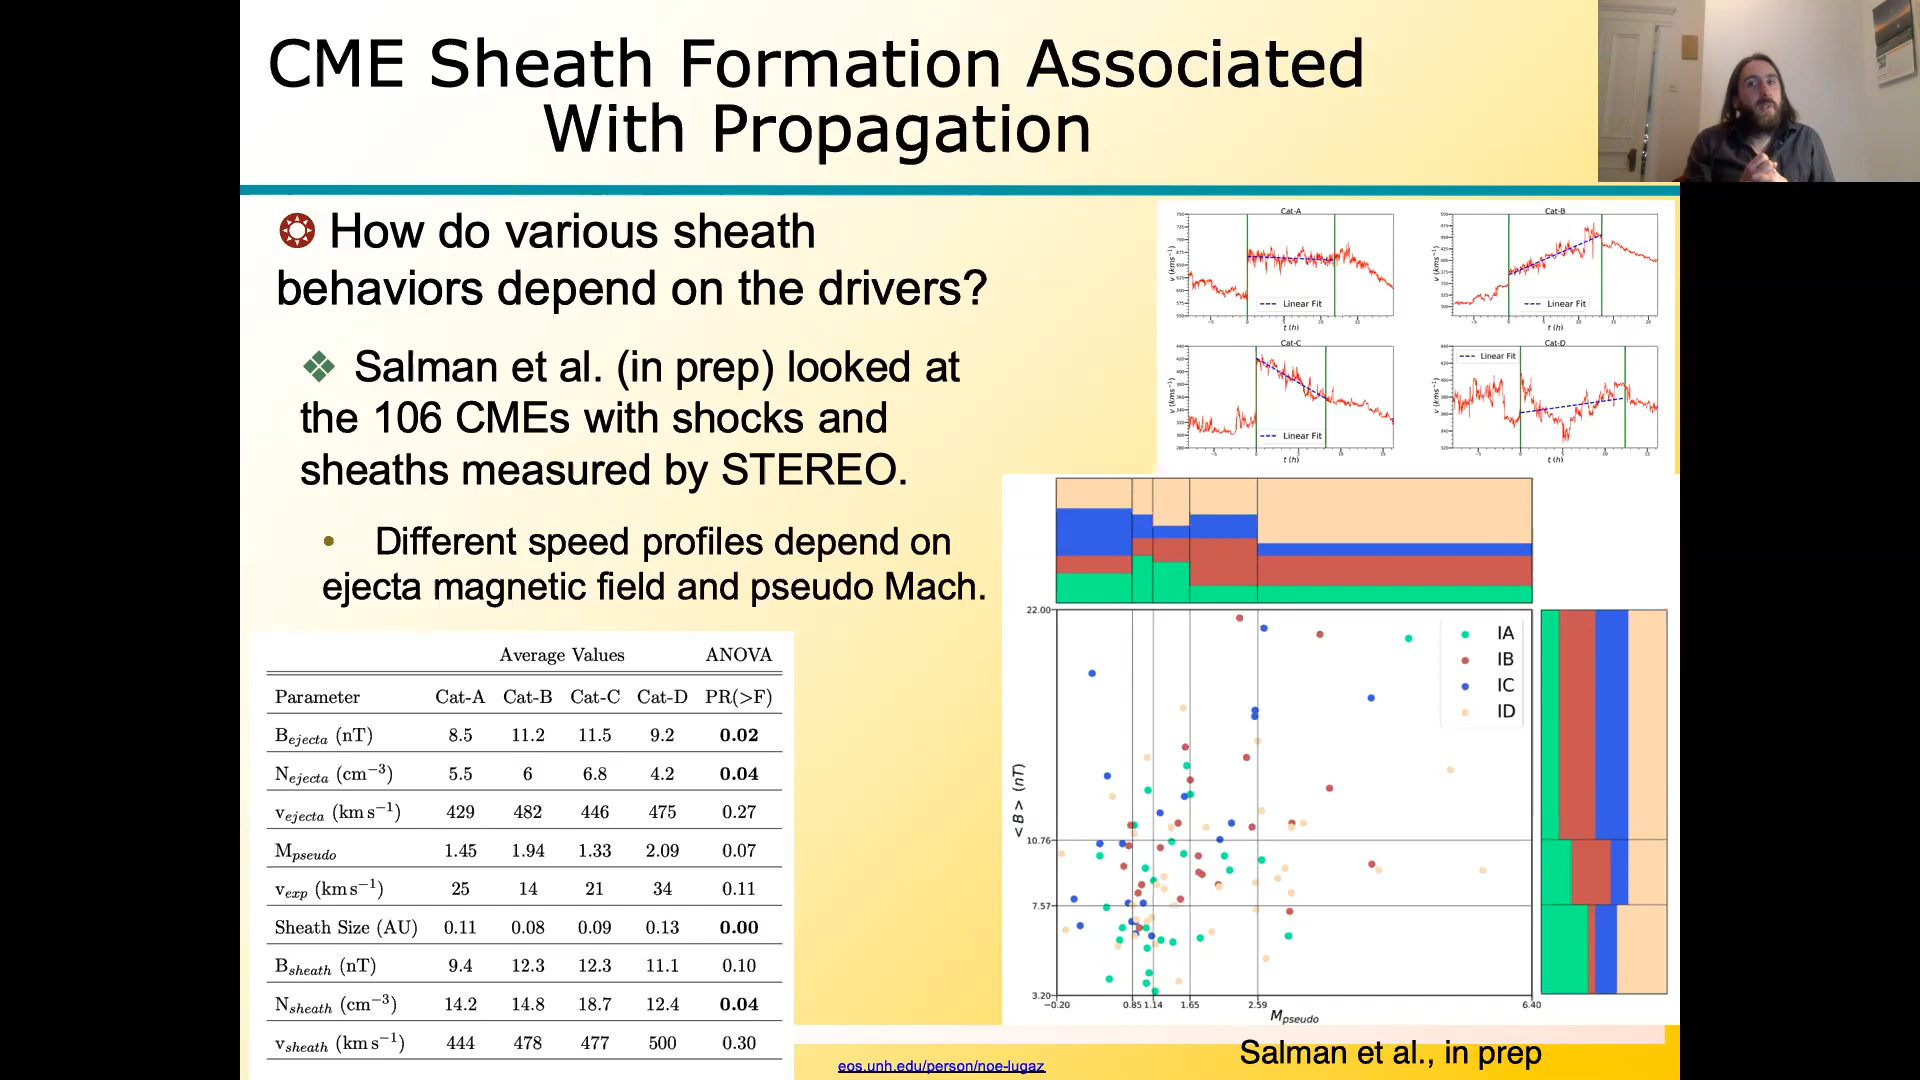 CME Sheath Formation Associated
With Propagation
How do various sheath
behaviors depend on the drivers?
Salman et al. (in prep) looked at
the 106 CMEs with shocks and
sheaths measured by STEREO.
• Different speed profiles depend on
ejecta magnetic field and pseudo Mach.
Average Values ANOVA
Parameter Cat-A Cat-B Cat-C Cat-D PR(>F)
B_ejecta (nT) 8.5 11.2 11.5 9.2 0.02
N_ejecta (cm⁻³) 5.5 6 6.8 4.2 0.04
v_ejecta (km s⁻¹) 429 482 446 475 0.27
M_pseudo 1.45 1.94 1.33 2.09 0.07
v_exp (km s⁻¹) 25 14 21 34 0.11
Sheath Size (AU) 0.11 0.08 0.09 0.13 0.00
B_sheath (nT) 9.4 12.3 12.3 11.1 0.10
N_sheath (cm⁻³) 14.2 14.8 18.7 12.4 0.04
v_sheath (km s⁻¹) 444 478 477 500 0.30
Cat-A
v (kms⁻¹)
Linear Fit
t (h)
Cat-B
v (kms⁻¹)
Linear Fit
t (h)
Cat-C
v (kms⁻¹)
Linear Fit
t (h)
Cat-D
v (kms⁻¹)
Linear Fit
t (h)
22.00
10.76
7.57
3.20
<B> (nT)
IA
IB
IC
ID
−0.20 0.85 1.14 1.65 2.59 6.40
M_pseudo
Salman et al., in prep
eos.unh.edu/person/noe-lugaz